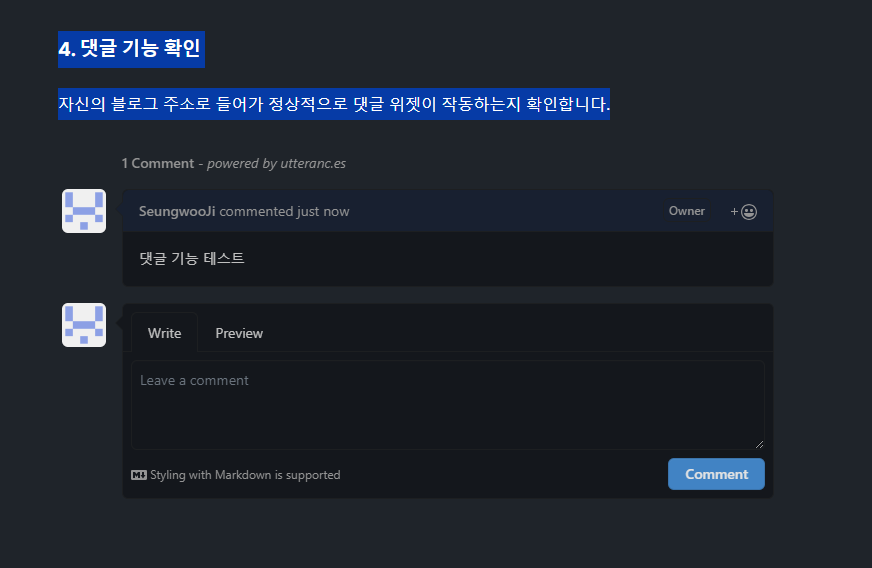 4. 댓글 기능 확인
자신의 블로그 주소로 들어가 정상적으로 댓글 위젯이 작동하는지 확인합니다.
1 Comment - powered by utteranc.es
SeungwooJi commented just now Owner +
댓글 기능 테스트
Write Preview
Leave a comment
Styling with Markdown is supported Comment